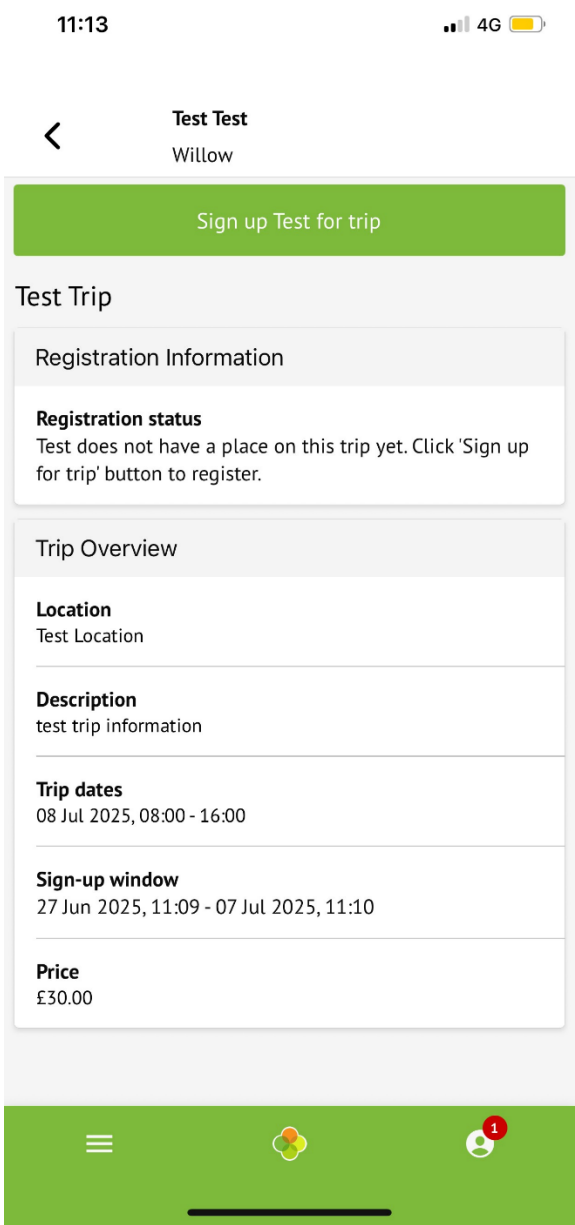 11:13
4G
Test Test
Willow
Sign up Test for trip
Test Trip
Registration Information
Registration status
Test does not have a place on this trip yet. Click 'Sign up
for trip' button to register.
Trip Overview
Location
Test Location
Description
test trip information
Trip dates
08 Jul 2025, 08:00 - 16:00
Sign-up window
27 Jun 2025, 11:09 - 07 Jul 2025, 11:10
Price
£30.00
1